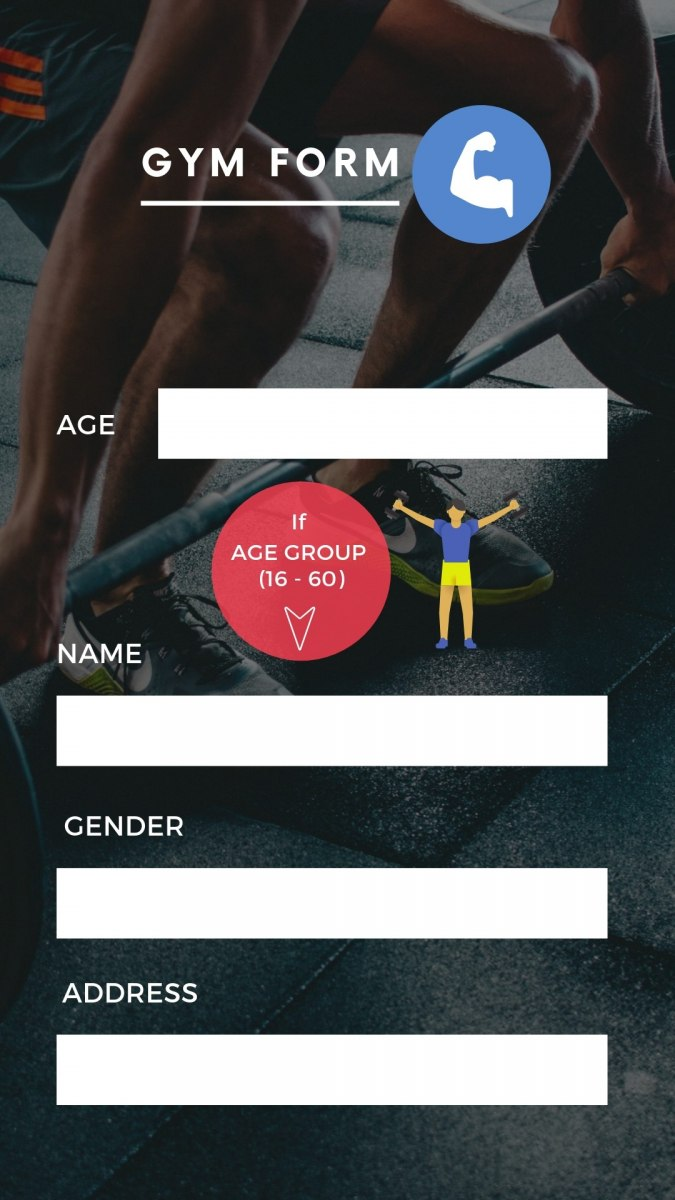 GYM FORM
AGE
If
AGE GROUP
(16 - 60)
NAME
GENDER
ADDRESS